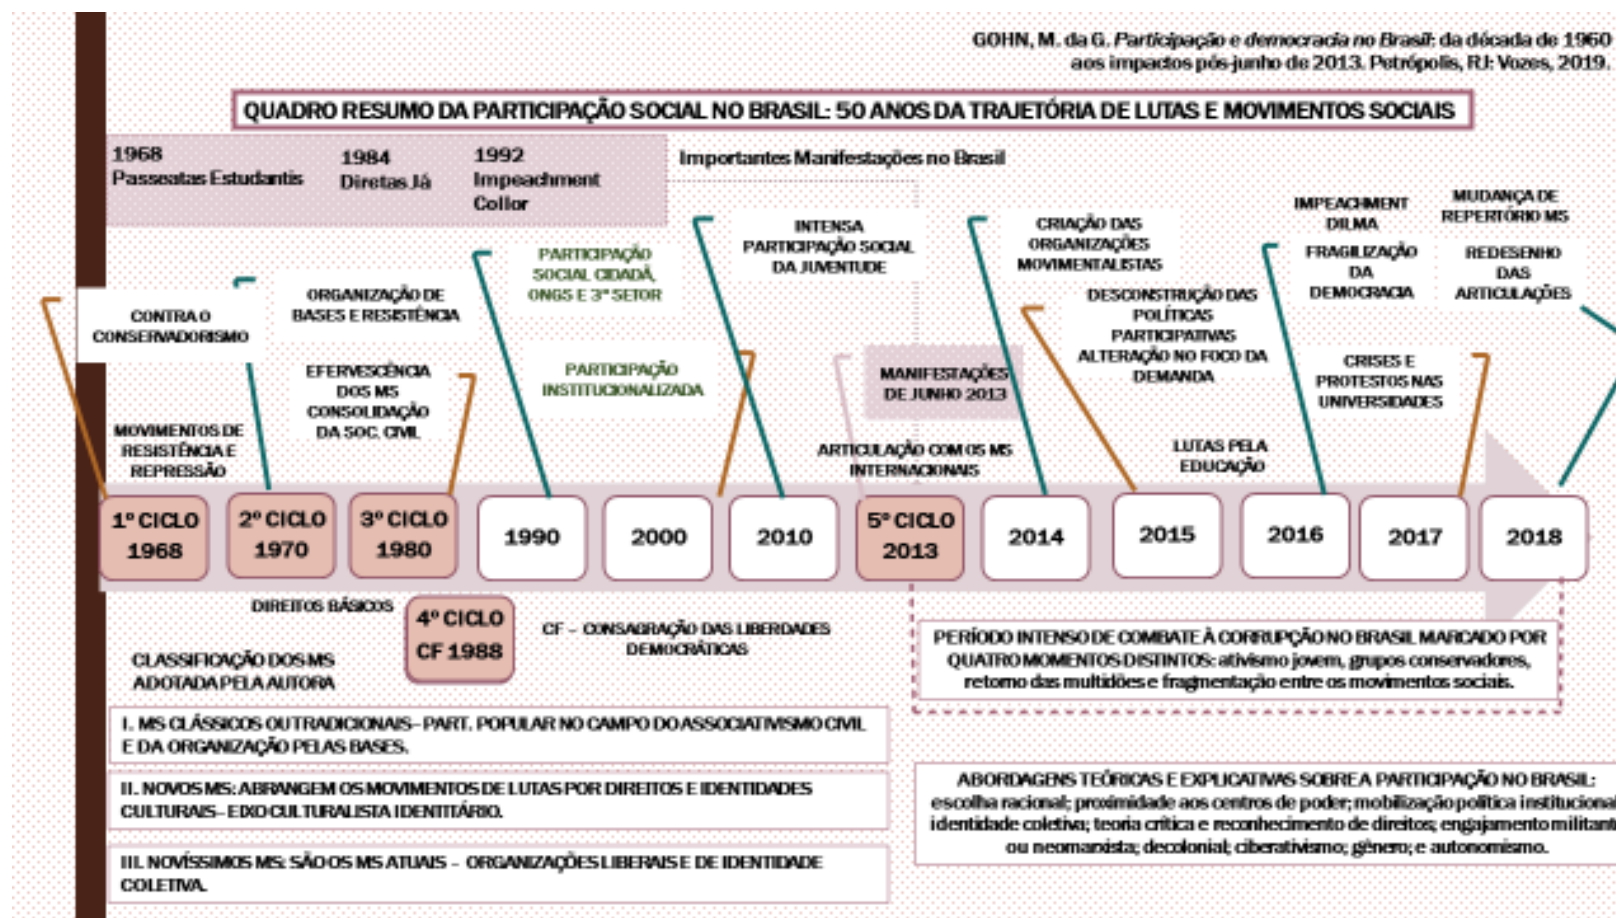 GOHN, M. da G. Participação e democracia no Brasil: da década de 1960
aos impactos pós-junho de 2013. Petrópolis, RJ: Vozes, 2019.
QUADRO RESUMO DA PARTICIPAÇÃO SOCIAL NO BRASIL: 50 ANOS DA TRAJETÓRIA DE LUTAS E MOVIMENTOS SOCIAIS
1968
Passeatas Estudantis
1984
Diretas Já
1992
Impeachment
Collor
Importantes Manifestações no Brasil
CONTRA O
CONSERVADORISMO
MOVIMENTOS DE
RESISTÊNCIA E
REPRESSÃO
ORGANIZAÇÃO DE
BASES E RESISTÊNCIA
EFERVESCÊNCIA
DOS MS
CONSOLIDAÇÃO
DA SOC. CIVIL
PARTICIPAÇÃO
SOCIAL CIDADÃ,
ONGS E 3º SETOR
PARTICIPAÇÃO
INSTITUCIONALIZADA
INTENSA
PARTICIPAÇÃO SOCIAL
DA JUVENTUDE
MANIFESTAÇÕES
DE JUNHO 2013
ARTICULAÇÃO COM OS MS
INTERNACIONAIS
CRIAÇÃO DAS
ORGANIZAÇÕES
MOVIMENTALISTAS
DESCONSTRUÇÃO DAS
POLÍTICAS
PARTICIPATIVAS
ALTERAÇÃO NO FOCO DA
DEMANDA
LUTAS PELA
EDUCAÇÃO
IMPEACHMENT
DILMA
FRAGILIZAÇÃO
DA
DEMOCRACIA
CRISES E
PROTESTOS NAS
UNIVERSIDADES
MUDANÇA DE
REPERTÓRIO MS
REDESENHO
DAS
ARTICULAÇÕES
1º CICLO
1968
2º CICLO
1970
3º CICLO
1980
1990
2000
2010
5º CICLO
2013
2014
2015
2016
2017
2018
DIREITOS BÁSICOS
4º CICLO
CF 1988
CF – CONSAGRAÇÃO DAS LIBERDADES
DEMOCRÁTICAS
PERÍODO INTENSO DE COMBATE À CORRUPÇÃO NO BRASIL MARCADO POR
QUATRO MOMENTOS DISTINTOS: ativismo jovem, grupos conservadores,
retorno das multidões e fragmentação entre os movimentos sociais.
CLASSIFICAÇÃO DOS MS
ADOTADA PELA AUTORA
I. MS CLÁSSICOS OU TRADICIONAIS– PART. POPULAR NO CAMPO DO ASSOCIATIVISMO CIVIL
E DA ORGANIZAÇÃO PELAS BASES.
II. NOVOS MS: ABRANGEM OS MOVIMENTOS DE LUTAS POR DIREITOS E IDENTIDADES
CULTURAIS– EIXO CULTURALISTA IDENTITÁRIO.
III. NOVÍSSIMOS MS: SÃO OS MS ATUAIS – ORGANIZAÇÕES LIBERAIS E DE IDENTIDADE
COLETIVA.
ABORDAGENS TEÓRICAS E EXPLICATIVAS SOBRE A PARTICIPAÇÃO NO BRASIL:
escolha racional; proximidade aos centros de poder; mobilização política institucional
identidade coletiva; teoria crítica e reconhecimento de direitos; engajamento militant
ou neomarxista; decolonial; ciberativismo; gênero; e autonomismo.